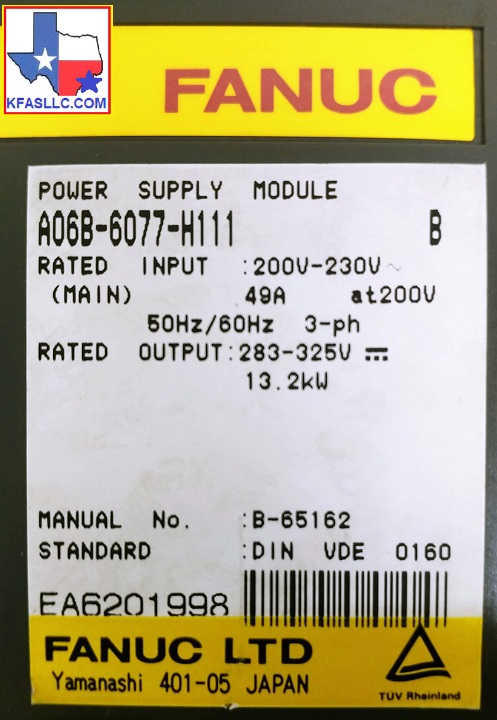 KFASLLC.COM
FANUC
POWER SUPPLY MODULE
A06B-6077-H111 B
RATED INPUT :200V-230V~
(MAIN) 49A at200V
50Hz/60Hz 3-ph
RATED OUTPUT:283-325V ⎓
13.2kW
MANUAL No. :B-65162
STANDARD :DIN VDE 0160
EA6201998
FANUC LTD
Yamanashi 401-05 JAPAN
TÜV Rheinland